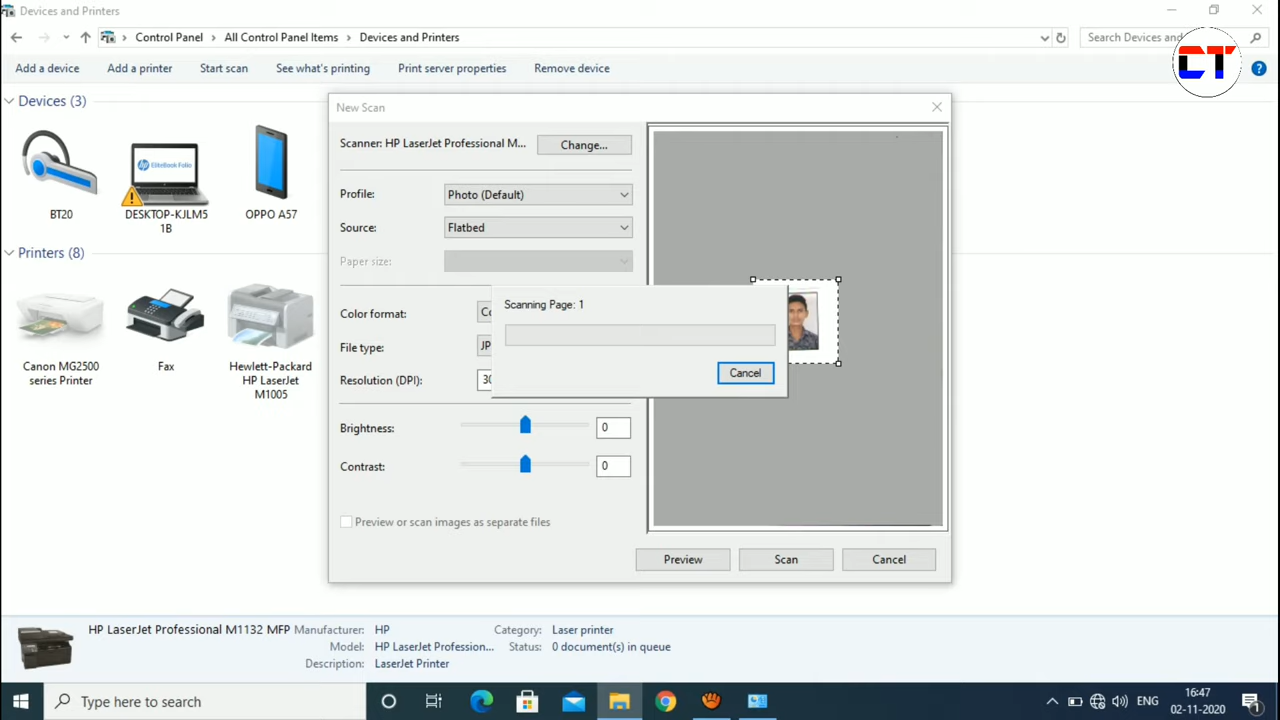 Devices and Printers
Control Panel > All Control Panel Items > Devices and Printers
Search Devices and
CT
Add a device Add a printer Start scan See what's printing Print server properties Remove device
Devices (3)
BT20
DESKTOP-KJLM5
1B
OPPO A57
Printers (8)
Canon MG2500
series Printer
Fax
Hewlett-Packard
HP LaserJet
M1005
New Scan
Scanner: HP LaserJet Professional M... Change...
Profile: Photo (Default)
Source: Flatbed
Paper size:
Color format: Co
File type: JP
Resolution (DPI): 30
Scanning Page: 1
Cancel
Brightness: 0
Contrast: 0
Preview or scan images as separate files
Preview Scan Cancel
HP LaserJet Professional M1132 MFP Manufacturer: HP Category: Laser printer
Model: HP LaserJet Profession... Status: 0 document(s) in queue
Description: LaserJet Printer
Type here to search
ENG
16:47
02-11-2020
1